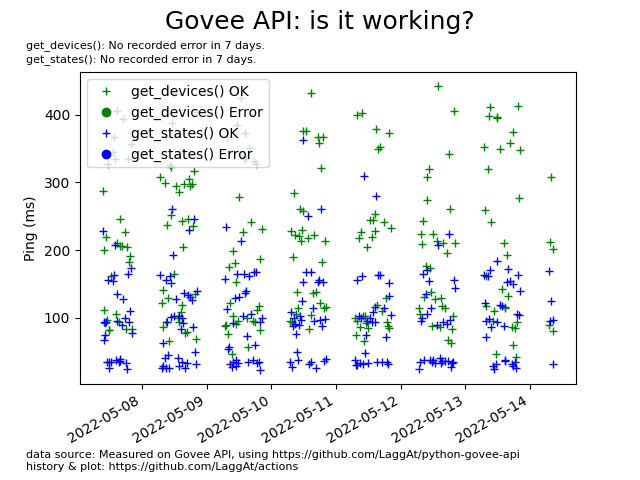 Govee API: is it working?
get_devices(): No recorded error in 7 days.
get_states(): No recorded error in 7 days.
get_devices() OK
get_devices() Error
get_states() OK
get_states() Error
Ping (ms)
400
300
200
100
2022-05-08
2022-05-09
2022-05-10
2022-05-11
2022-05-12
2022-05-13
2022-05-14
data source: Measured on Govee API, using https://github.com/LaggAt/python-govee-api
history & plot: https://github.com/LaggAt/actions